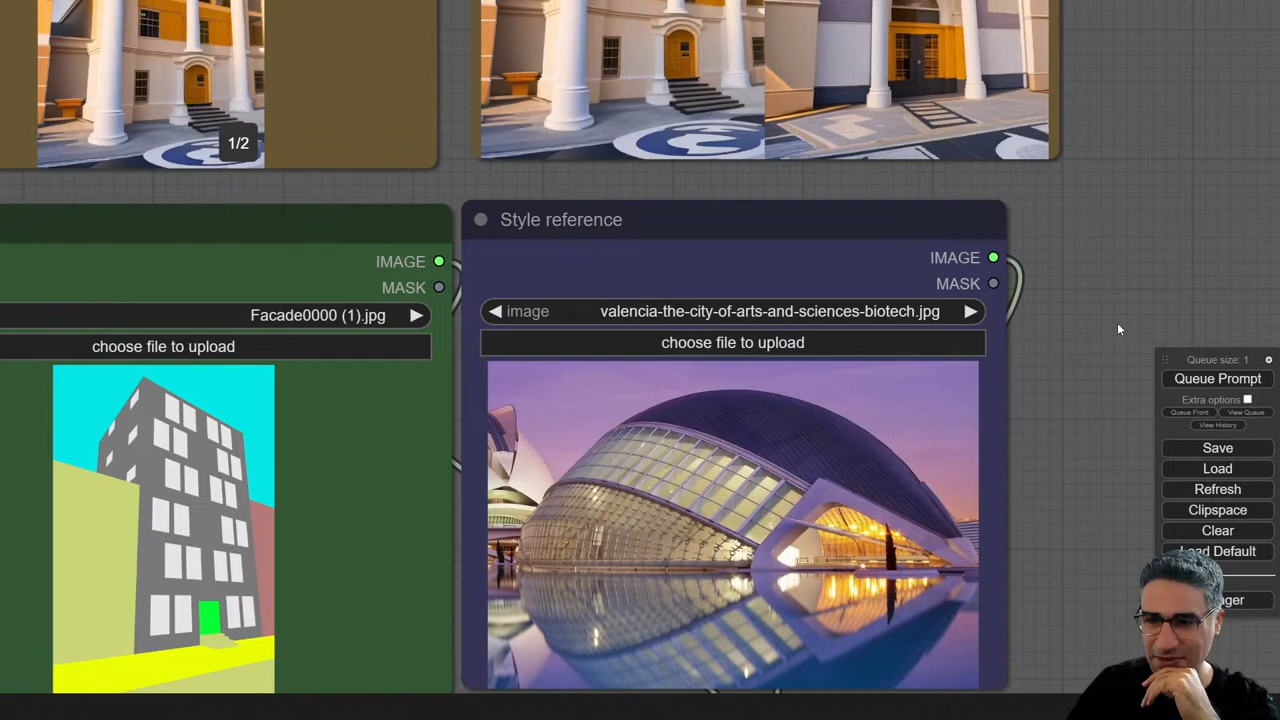 1/2
Style reference
IMAGE
MASK
Facade0000 (1).jpg
choose file to upload
IMAGE
MASK
image valencia-the-city-of-arts-and-sciences-biotech.jpg
choose file to upload
Queue size: 1
Queue Prompt
Extra options
Queue Front View Queue
View History
Save
Load
Refresh
Clipspace
Clear
Load Default